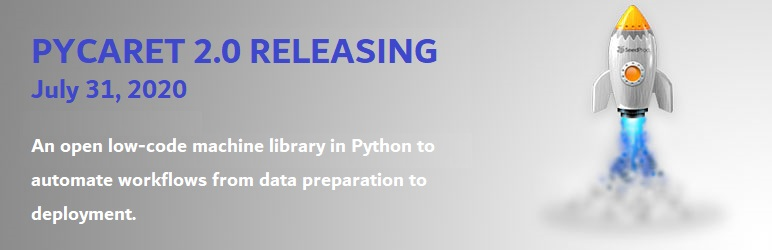 PYCARET 2.0 RELEASING
July 31, 2020
An open low-code machine library in Python to
automate workflows from data preparation to
deployment.
SeedProd